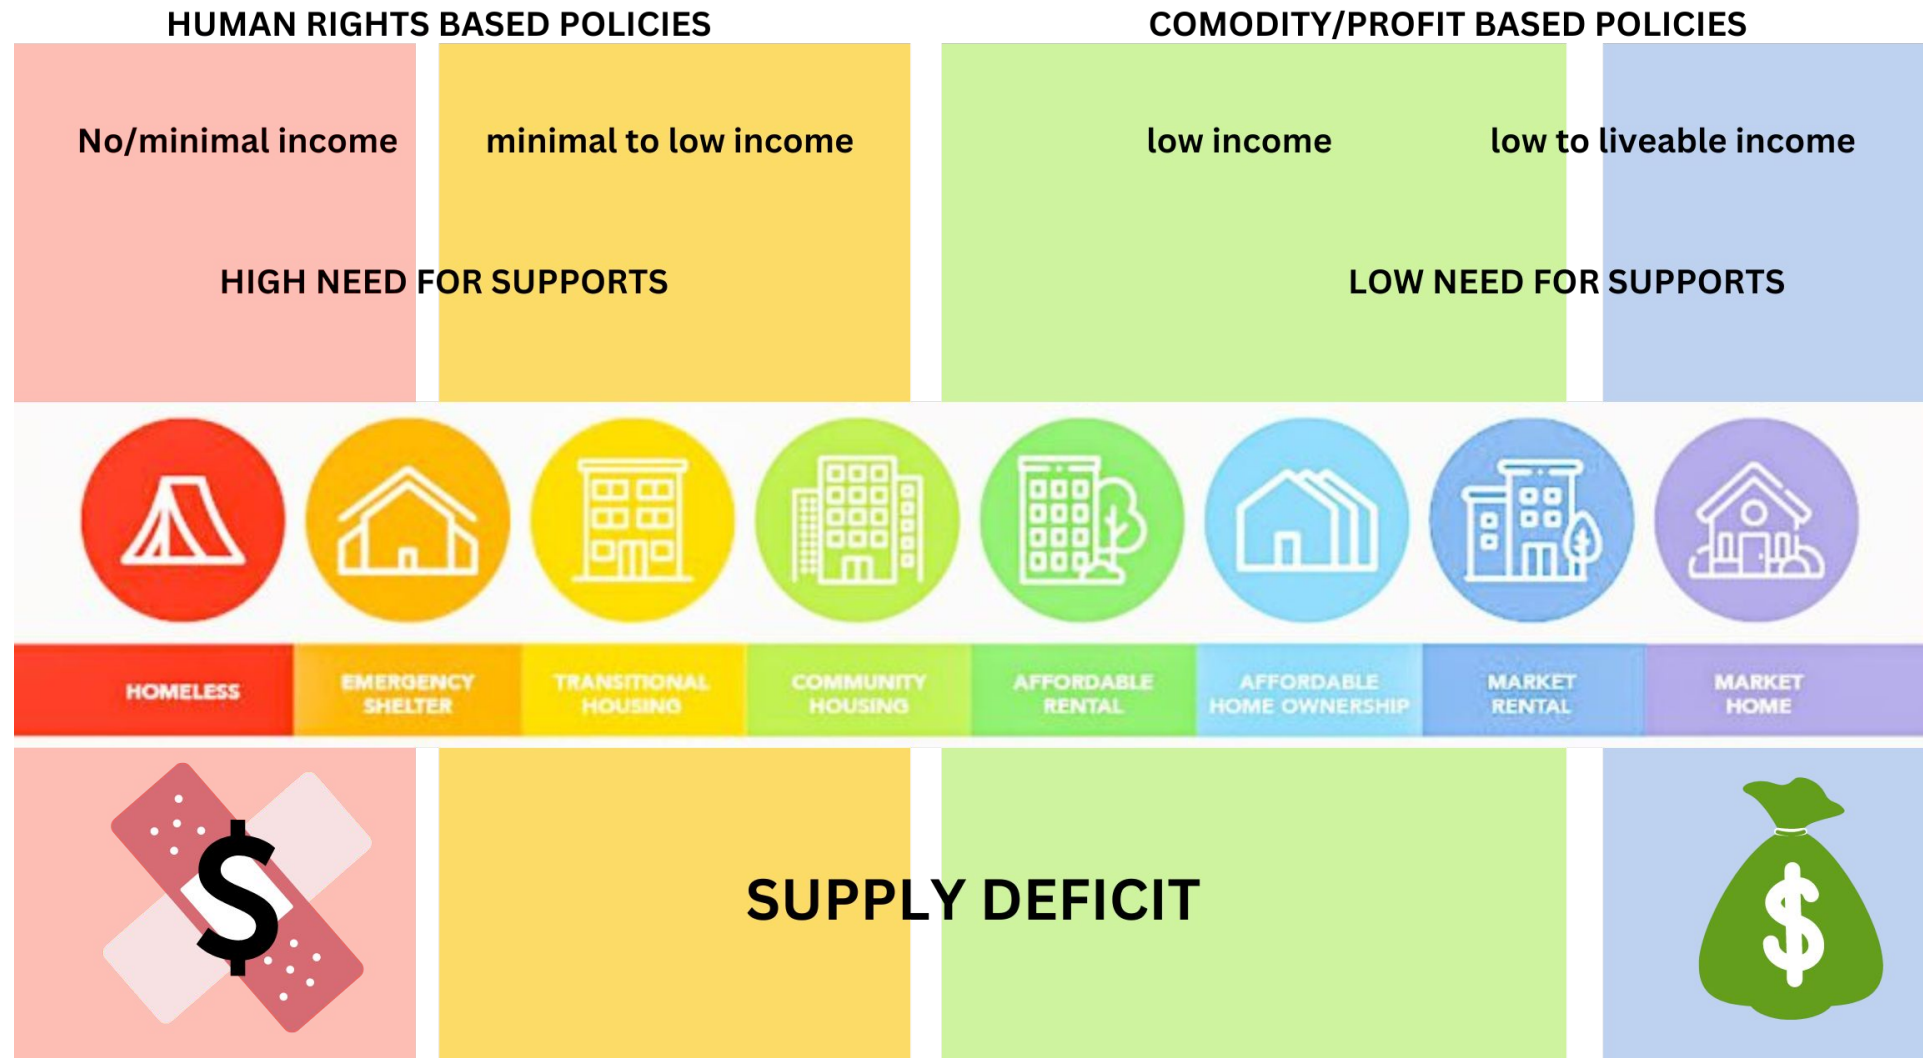 HUMAN RIGHTS BASED POLICIES
COMODITY/PROFIT BASED POLICIES
No/minimal income
minimal to low income
low income
low to liveable income
HIGH NEED FOR SUPPORTS
LOW NEED FOR SUPPORTS
HOMELESS
EMERGENCY
SHELTER
TRANSITIONAL
HOUSING
COMMUNITY
HOUSING
AFFORDABLE
RENTAL
AFFORDABLE
HOME OWNERSHIP
MARKET
RENTAL
MARKET
HOME
$
SUPPLY DEFICIT
$